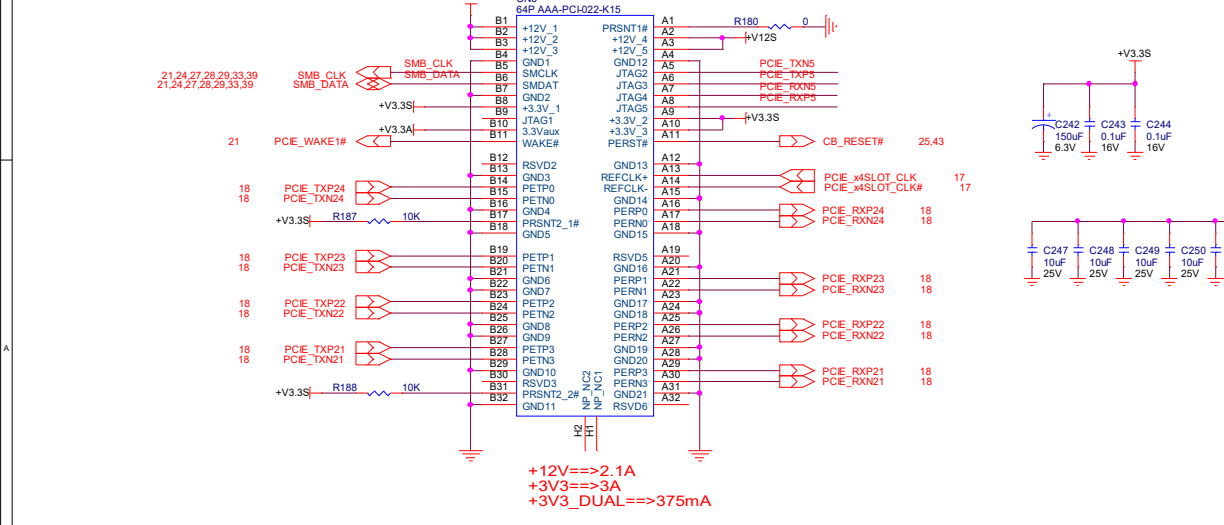 64P AAA-PCI-022-K15
B1 +12V_1 PRSNT1# A1 R180 0
B2 +12V_2 +12V_4 A2 +V12S
B3 +12V_3 +12V_5 A3
B4 GND1 GND12 A4
SMB_CLK B5 SMCLK JTAG2 A5 PCIE_TXN5
21,24,27,28,29,33,39 SMB_CLK SMB_DATA B6 SMDAT JTAG3 A6 PCIE_TXP5
21,24,27,28,29,33,39 SMB_DATA B7 GND2 JTAG4 A7 PCIE_RXN5
+V3.3S B8 +3.3V_1 JTAG5 A8 PCIE_RXP5
B9 JTAG1 +3.3V_2 A9 +V3.3S
+V3.3A B10 3.3Vaux +3.3V_3 A10
21 PCIE_WAKE1# B11 WAKE# PERST# A11 CB_RESET# 25,43
B12 RSVD2 GND13 A12
B13 GND3 REFCLK+ A13 PCIE_x4SLOT_CLK 17
18 PCIE_TXP24 B14 PETP0 REFCLK- A14 PCIE_x4SLOT_CLK# 17
18 PCIE_TXN24 B15 PETN0 GND14 A15
B16 GND4 PERP0 A16 PCIE_RXP24 18
+V3.3S R187 10K B17 PRSNT2_1# PERN0 A17 PCIE_RXN24 18
B18 GND5 GND15 A18
18 PCIE_TXP23 B19 PETP1 RSVD5 A19
18 PCIE_TXN23 B20 PETN1 GND16 A20
B21 GND6 PERP1 A21 PCIE_RXP23 18
B22 GND7 PERN1 A22 PCIE_RXN23 18
18 PCIE_TXP22 B23 PETP2 GND17 A23
18 PCIE_TXN22 B24 PETN2 GND18 A24
B25 GND8 PERP2 A25 PCIE_RXP22 18
B26 GND9 PERN2 A26 PCIE_RXN22 18
18 PCIE_TXP21 B27 PETP3 GND19 A27
18 PCIE_TXN21 B28 PETN3 GND20 A28
B29 GND10 PERP3 A29 PCIE_RXP21 18
B30 RSVD3 PERN3 A30 PCIE_RXN21 18
+V3.3S R188 10K B31 PRSNT2_2# GND21 A31
B32 GND11 RSVD6 A32
NP_NC2 NP_NC1
H2 H1
+12V==>2.1A
+3V3==>3A
+3V3_DUAL==>375mA
A
+V3.3S
+
C242 C243 C244
150uF 0.1uF 0.1uF
6.3V 16V 16V
C247 C248 C249 C250
10uF 10uF 10uF 10uF
25V 25V 25V 25V